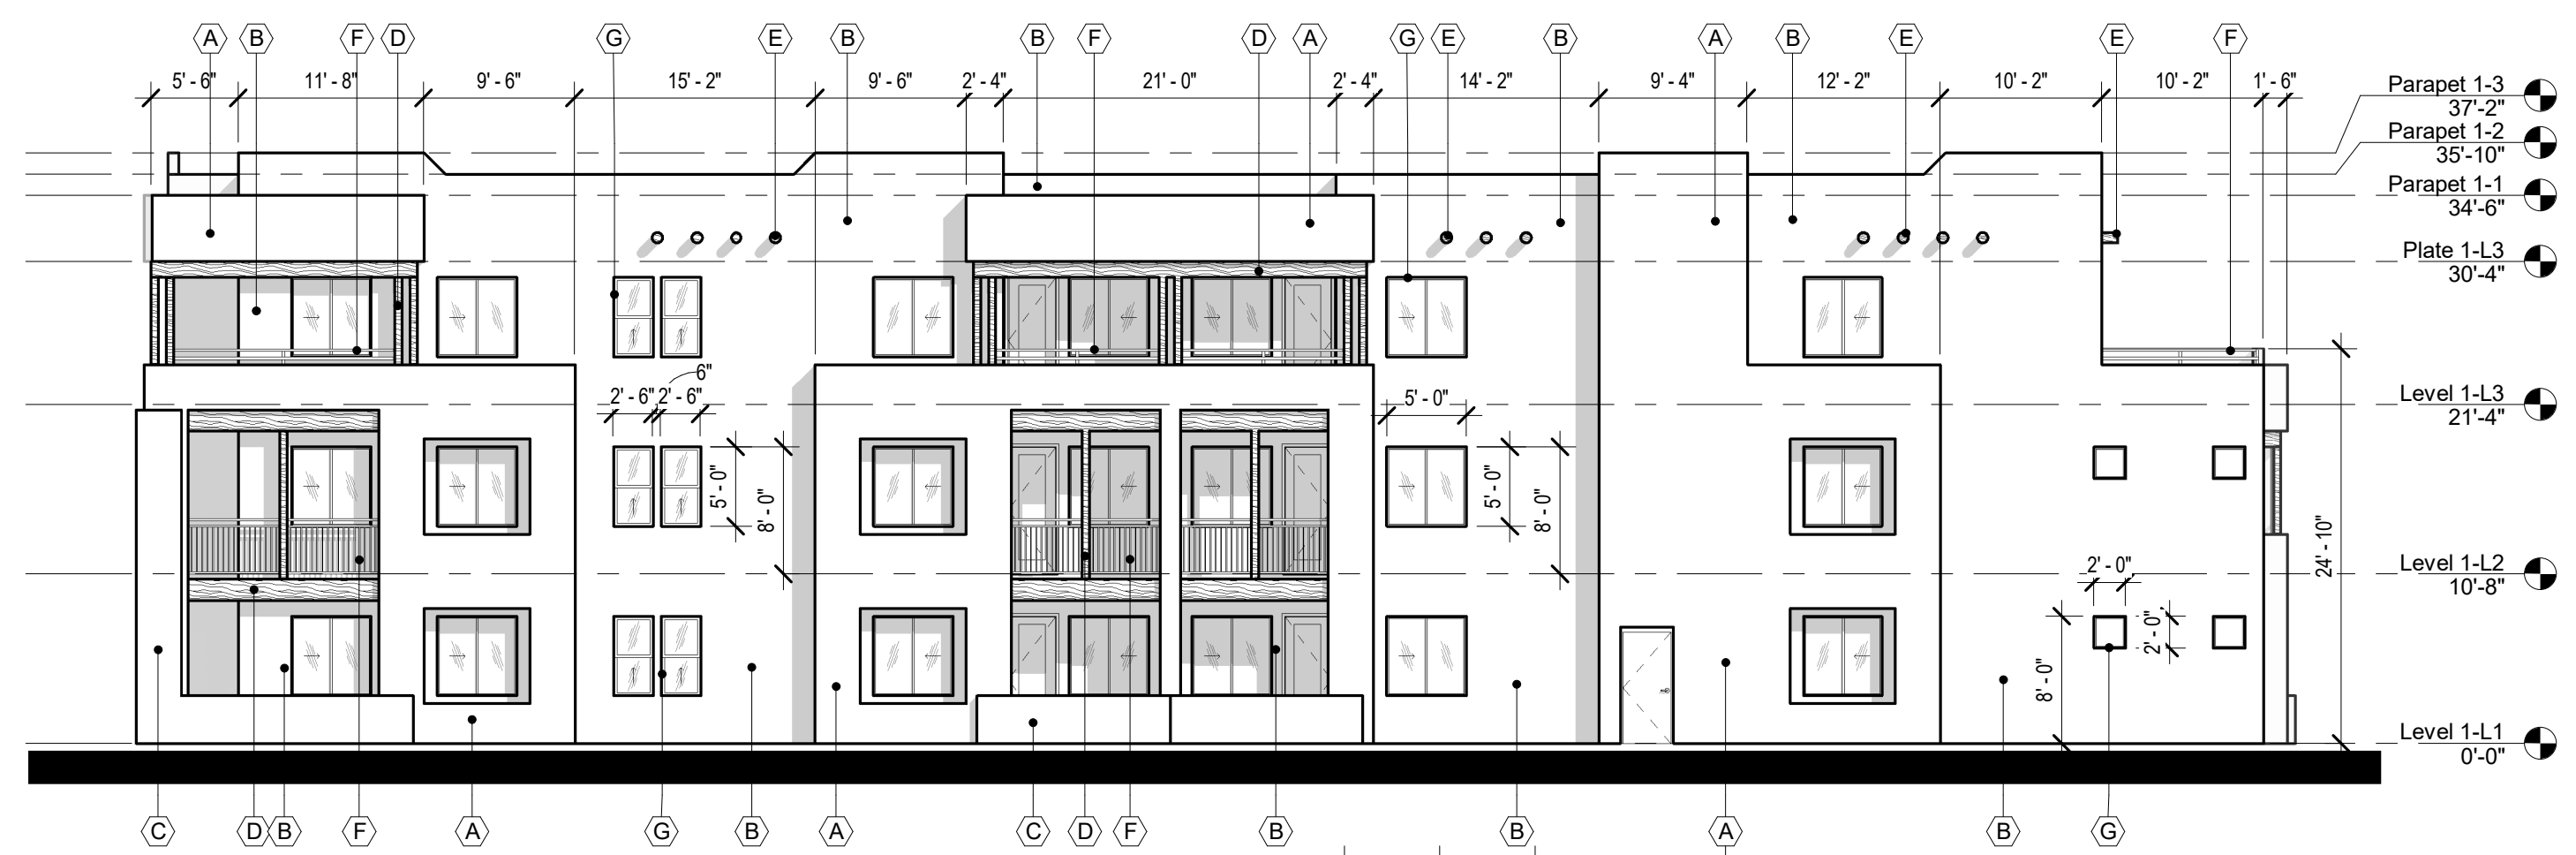 A B F D G E B B F D A G E B A B E E F
5' - 6" 11' - 8" 9' - 6" 15' - 2" 9' - 6" 2' - 4" 21' - 0" 2' - 4" 14' - 2" 9' - 4" 12' - 2" 10' - 2" 10' - 2" 1' - 6"
Parapet 1-3
37'-2"
Parapet 1-2
35'-10"
Parapet 1-1
34'-6"
Plate 1-L3
30'-4"
6"
2' - 6" 2' - 6" 5' - 0"
Level 1-L3
21'-4"
5' - 0" 8' - 0" 5' - 0" 8' - 0"
24' - 10"
Level 1-L2
10'-8"
2' - 0"
2' - 0"
8' - 0"
Level 1-L1
0'-0"
C D B F A G B A C D F B B A B G